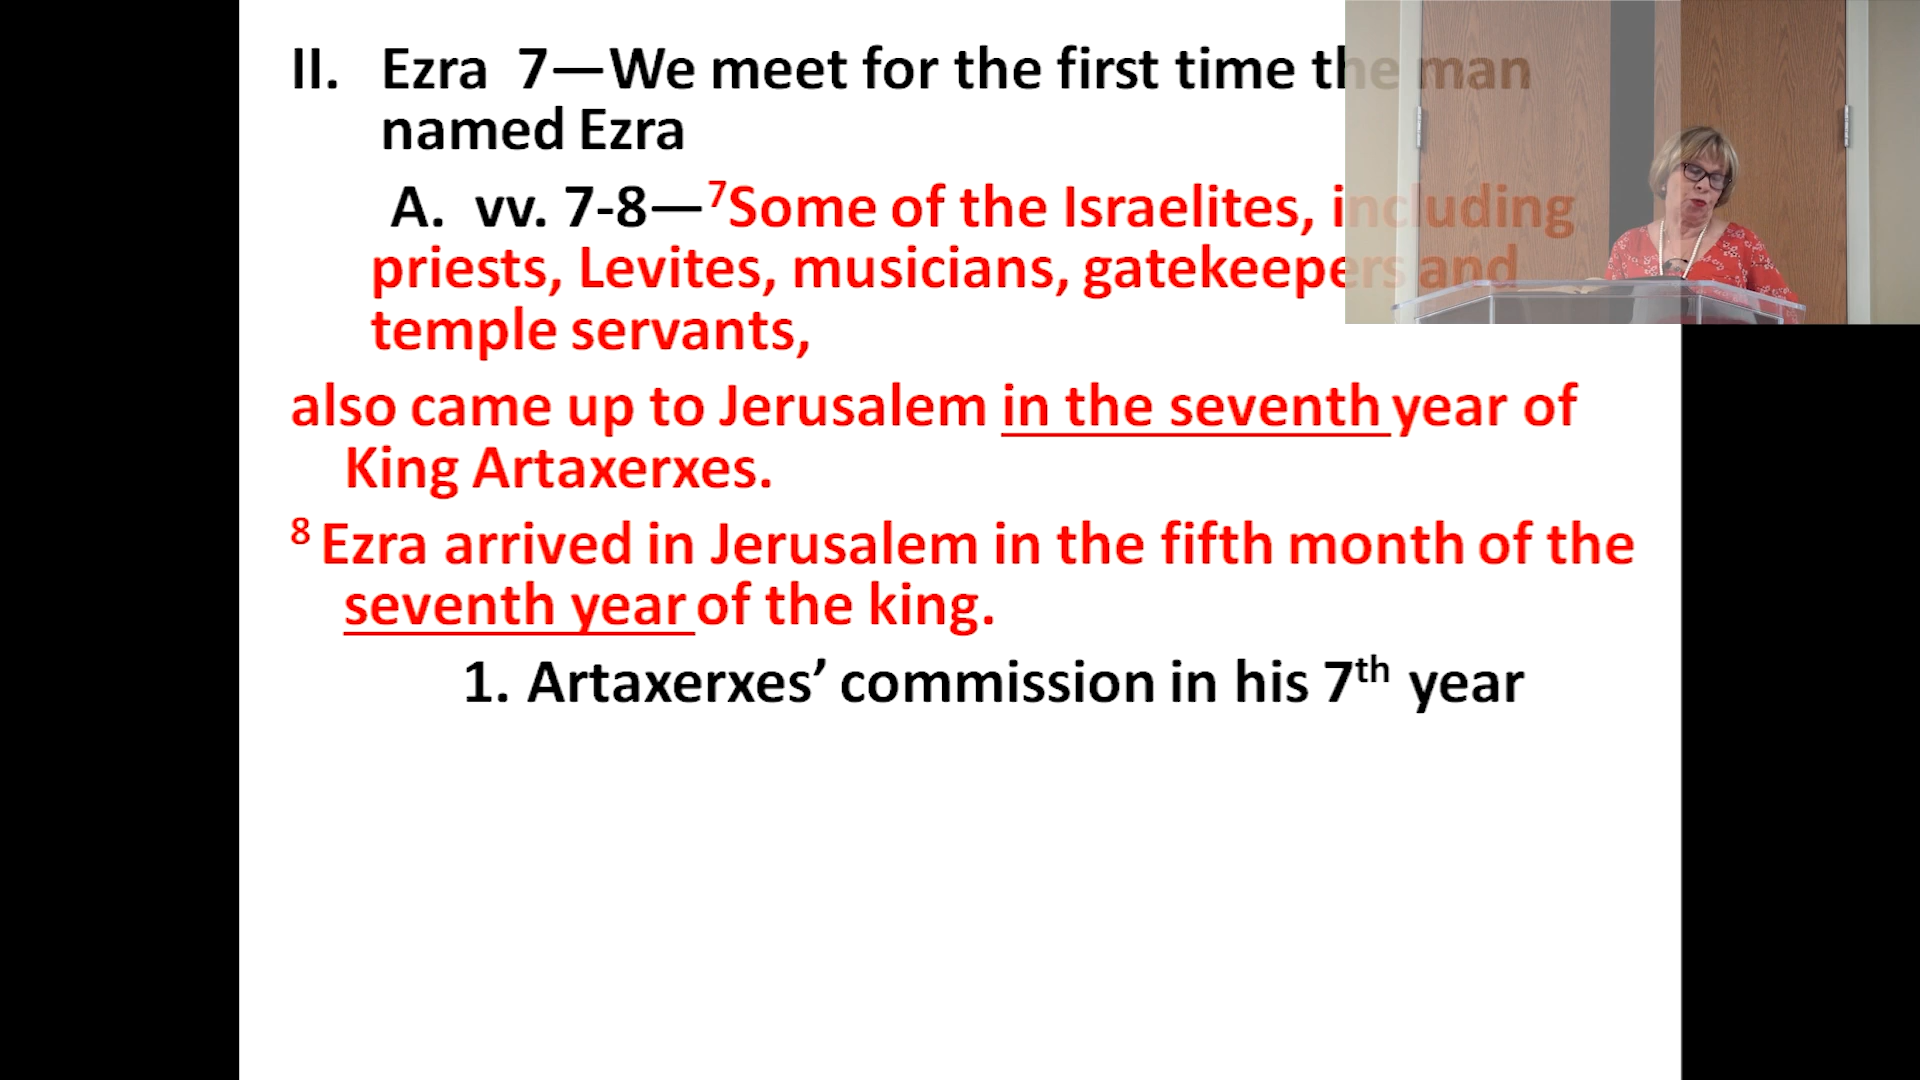 II. Ezra 7—We meet for the first time the man
named Ezra
A. vv. 7-8—⁷Some of the Israelites, including
priests, Levites, musicians, gatekeepers and
temple servants,
also came up to Jerusalem in the seventh year of
King Artaxerxes.
⁸ Ezra arrived in Jerusalem in the fifth month of the
seventh year of the king.
1. Artaxerxes’ commission in his 7th year